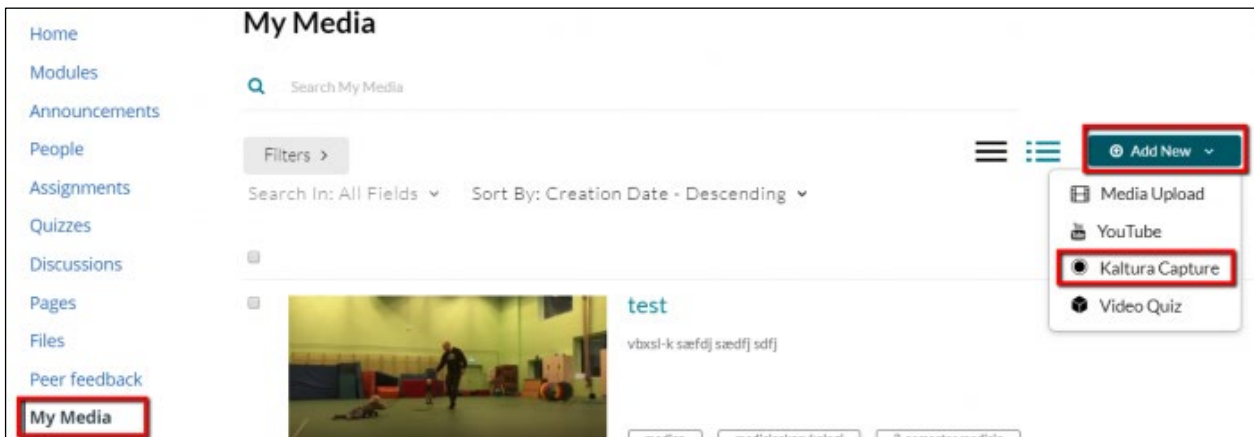 Home
Modules
Announcements
People
Assignments
Quizzes
Discussions
Pages
Files
Peer feedback
My Media
My Media
Search My Media
Filters >
Add New
Search In: All Fields
Sort By: Creation Date - Descending
Media Upload
YouTube
Kaltura Capture
Video Quiz
test
vbxsl-k sæfdj sædfj sdfj